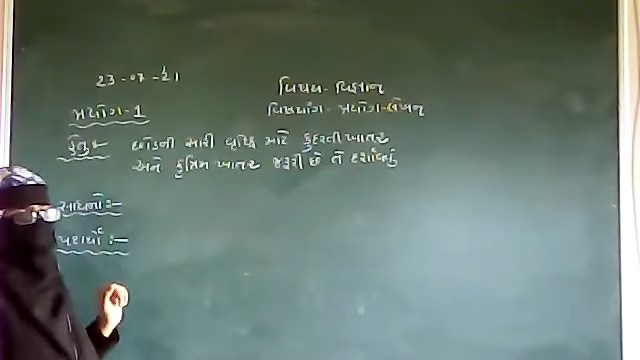 23-07-21
વિષય- વિજ્ઞાન
વિષયાંગ- પ્રયોગ-લેખન
પ્રયોગ-1
હેતુ:- છોડની સારી વૃદ્ધિ માટે કુદરતી ખાતર
અને કૃત્રિમ ખાતર જરૂરી છે તે દર્શાવવું
સાધનો:-
પદાર્થો:-